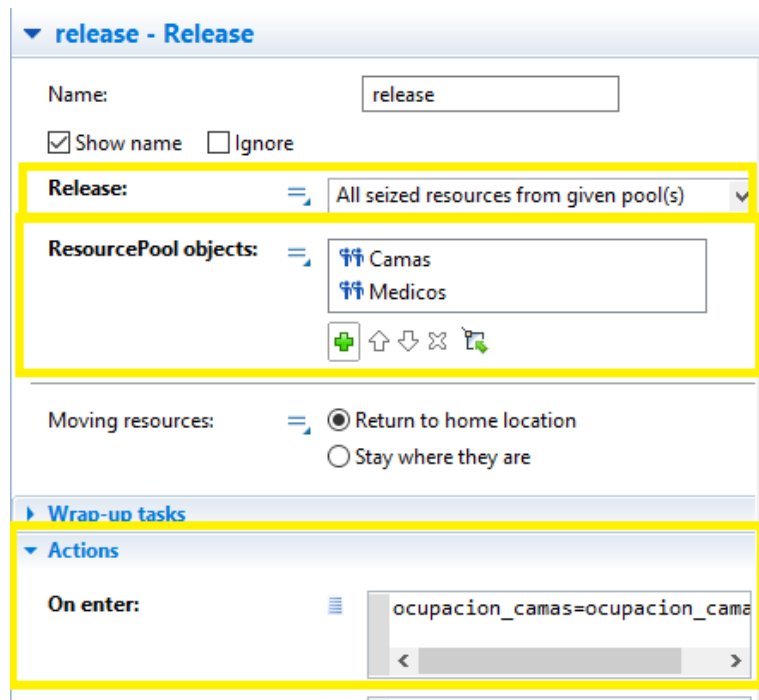 release - Release
Name:
release
Show name
Ignore
Release:
All seized resources from given pool(s)
ResourcePool objects:
Camas
Medicos
Moving resources:
Return to home location
Stay where they are
Wrap-up tasks
Actions
On enter:
ocupacion_camas=ocupacion_cama